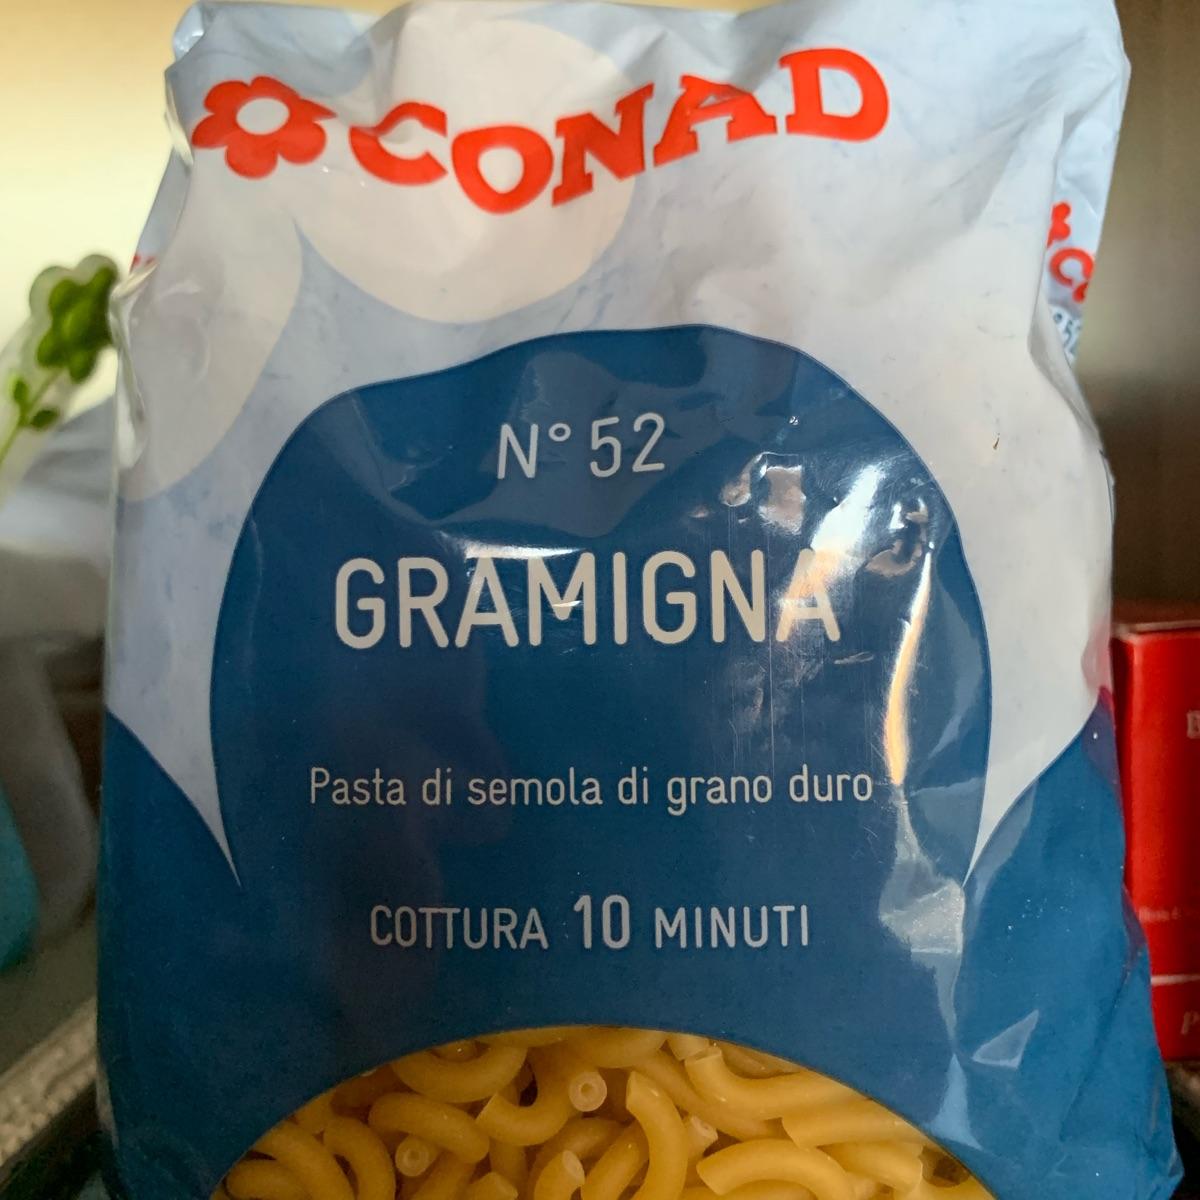 CONAD
N° 52
GRAMIGNA
Pasta di semola di grano duro
COTTURA 10 MINUTI